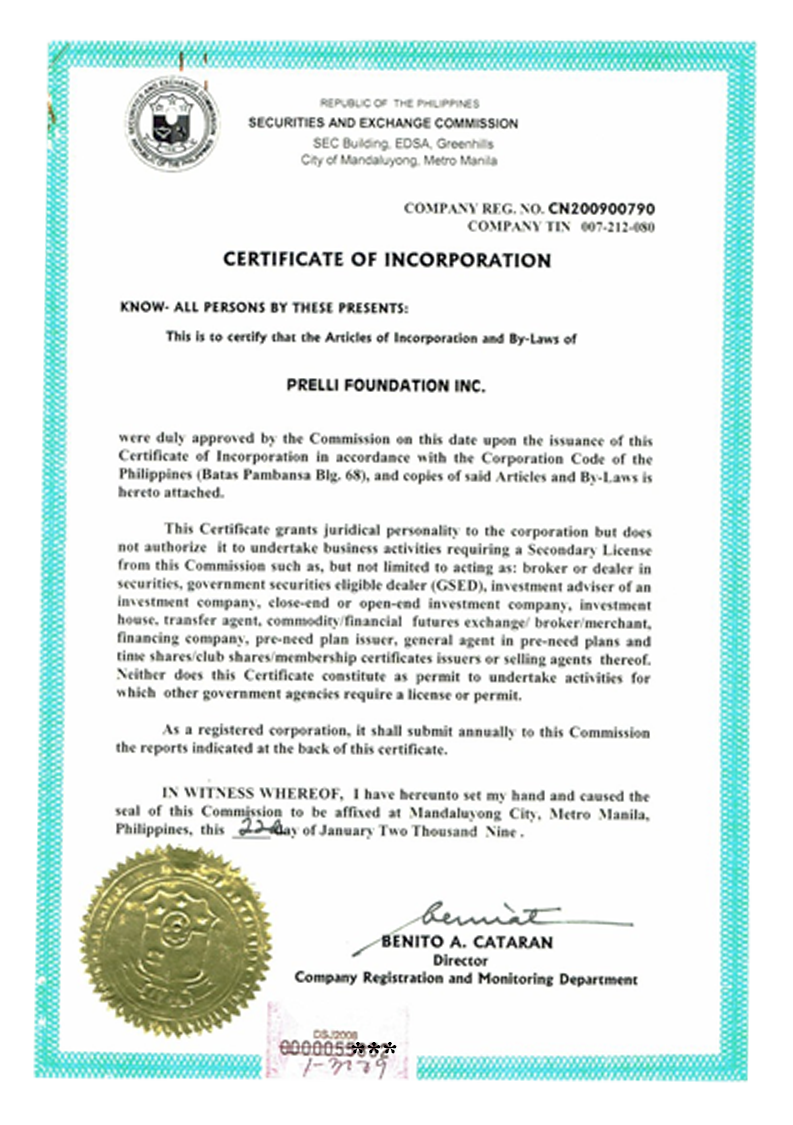 SECURITIES AND EXCHANGE COMMISSION
REPUBLIC OF THE PHILIPPINES
REPUBLIC OF THE PHILIPPINES
SECURITIES AND EXCHANGE COMMISSION
SEC Building, EDSA, Greenhills
City of Mandaluyong, Metro Manila
COMPANY REG. NO. CN200900790
COMPANY TIN 007-212-080
CERTIFICATE OF INCORPORATION
KNOW- ALL PERSONS BY THESE PRESENTS:
This is to certify that the Articles of Incorporation and By-Laws of
PRELLI FOUNDATION INC.
were duly approved by the Commission on this date upon the issuance of this
Certificate of Incorporation in accordance with the Corporation Code of the
Philippines (Batas Pambansa Blg. 68), and copies of said Articles and By-Laws is
hereto attached.
This Certificate grants juridical personality to the corporation but does
not authorize it to undertake business activities requiring a Secondary License
from this Commission such as, but not limited to acting as: broker or dealer in
securities, government securities eligible dealer (GSED), investment adviser of an
investment company, close-end or open-end investment company, investment
house, transfer agent, commodity/financial futures exchange/ broker/merchant,
financing company, pre-need plan issuer, general agent in pre-need plans and
time shares/club shares/membership certificates issuers or selling agents thereof.
Neither does this Certificate constitute as permit to undertake activities for
which other government agencies require a license or permit.
As a registered corporation, it shall submit annually to this Commission
the reports indicated at the back of this certificate.
IN WITNESS WHEREOF, I have hereunto set my hand and caused the
seal of this Commission to be affixed at Mandaluyong City, Metro Manila,
Philippines, this 22 day of January Two Thousand Nine .
BENITO A. CATARAN
Director
Company Registration and Monitoring Department
DSJ2008